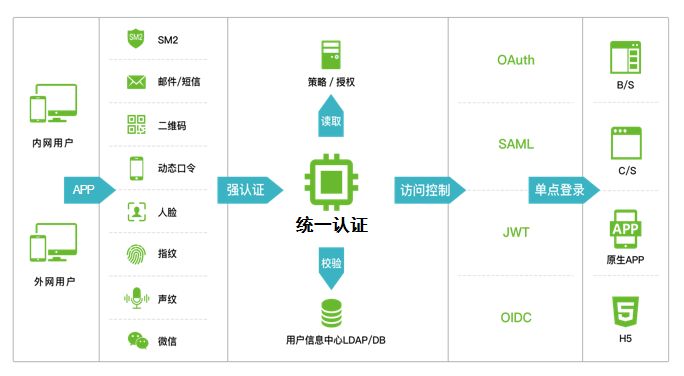 内网用户
外网用户
APP
SM2
SM2
邮件/短信
二维码
动态口令
人脸
指纹
声纹
微信
强认证
策略/授权
读取
统一认证
校验
用户信息中心LDAP/DB
访问控制
OAuth
SAML
JWT
OIDC
单点登录
B/S
C/S
APP
原生APP
5
H5